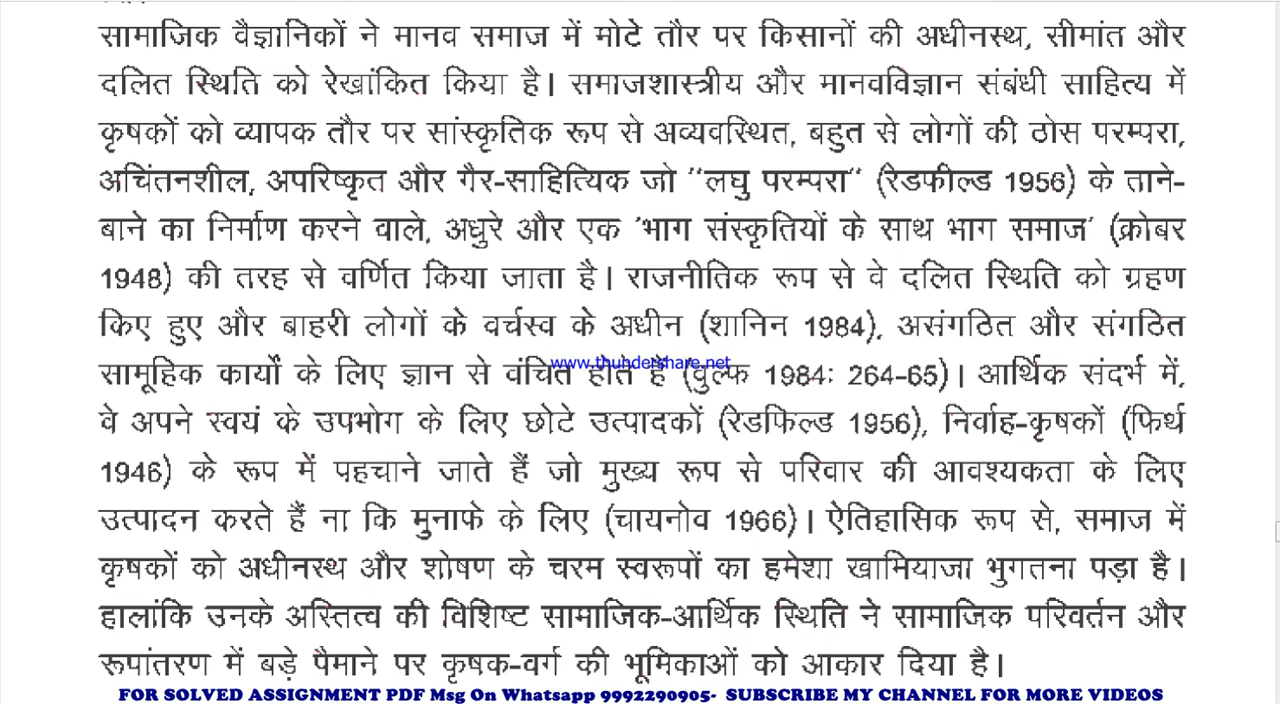 सामाजिक वैज्ञानिकों ने मानव समाज में मोटे तौर पर किसानों की अधीनस्थ, सीमांत और
दलित स्थिति को रेखांकित किया है। समाजशास्त्रीय और मानवविज्ञान संबंधी साहित्य में
कृषकों को व्यापक तौर पर सांस्कृतिक रूप से अव्यवस्थित, बहुत से लोगों की ठोस परम्परा,
अचिंतनशील, अपरिष्कृत और गैर-साहित्यिक जो "लघु परम्परा" (रेडफील्ड 1956) के ताने-
बाने का निर्माण करने वाले, अधुरे और एक 'भाग संस्कृतियों के साथ भाग समाज' (क्रोबर
1948) की तरह से वर्णित किया जाता है। राजनीतिक रूप से वे दलित स्थिति को ग्रहण
किए हुए और बाहरी लोगों के वर्चस्व के अधीन (शानिन 1984), असंगठित और संगठित
सामूहिक कार्यों के लिए ज्ञान से वंचित होते हैं (वुल्फ 1984: 264-65)। आर्थिक संदर्भ में,
www.thundershare.net
वे अपने स्वयं के उपभोग के लिए छोटे उत्पादकों (रेडफिल्ड 1956), निर्वाह-कृषकों (फिर्थ
1946) के रूप में पहचाने जाते हैं जो मुख्य रूप से परिवार की आवश्यकता के लिए
उत्पादन करते हैं ना कि मुनाफे के लिए (चायनोव 1966)। ऐतिहासिक रूप से, समाज में
कृषकों को अधीनस्थ और शोषण के चरम स्वरूपों का हमेशा खामियाजा भुगतना पड़ा है।
हालांकि उनके अस्तित्व की विशिष्ट सामाजिक-आर्थिक स्थिति ने सामाजिक परिवर्तन और
रूपांतरण में बड़े पैमाने पर कृषक-वर्ग की भूमिकाओं को आकार दिया है।
FOR SOLVED ASSIGNMENT PDF Msg On Whatsapp 9992290905- SUBSCRIBE MY CHANNEL FOR MORE VIDEOS